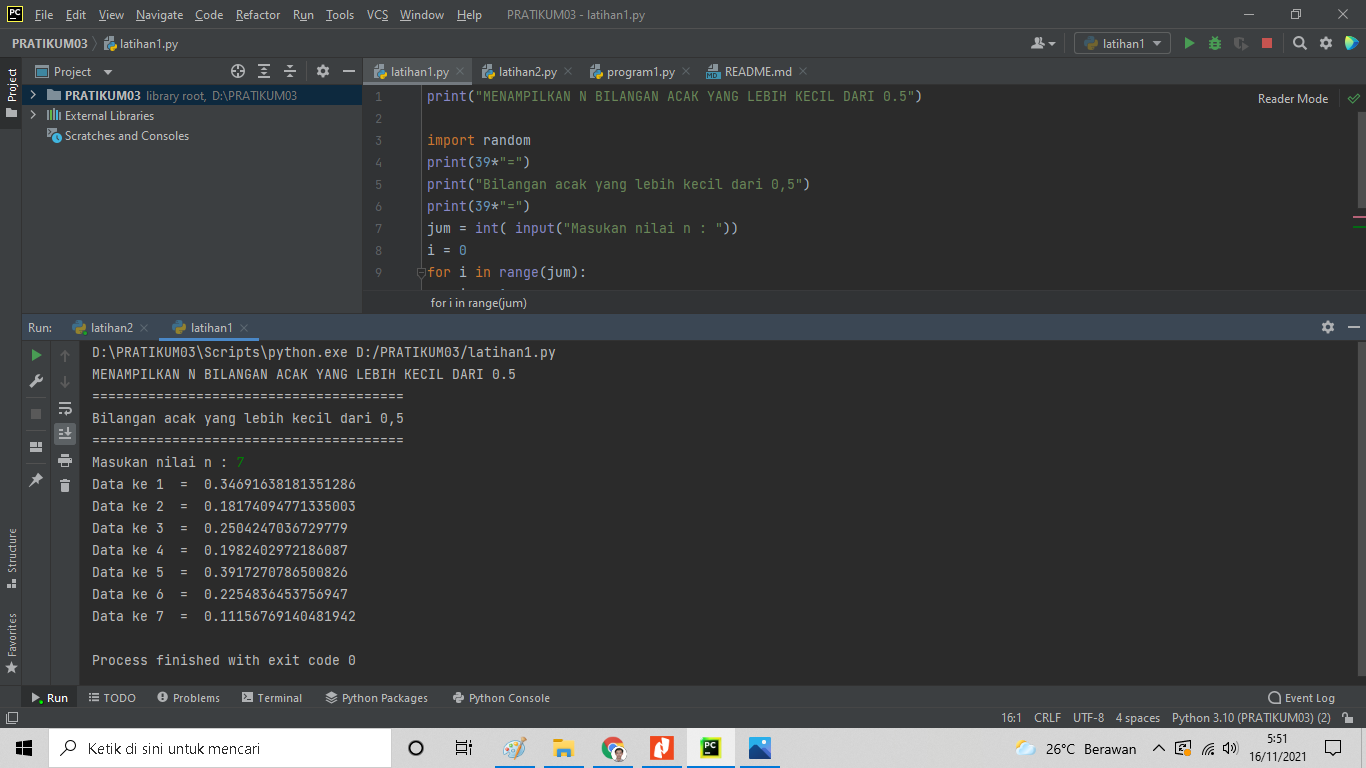 File Edit View Navigate Code Refactor Run Tools VCS Window Help PRATIKUM03 - latihan1.py
PRATIKUM03 latihan1.py latihan1
Project latihan1.py latihan2.py program1.py README.md
Project
PRATIKUM03 library root, D:\PRATIKUM03
External Libraries
Scratches and Consoles
Reader Mode
1 print("MENAMPILKAN N BILANGAN ACAK YANG LEBIH KECIL DARI 0.5")
2
3 import random
4 print(39*"=")
5 print("Bilangan acak yang lebih kecil dari 0,5")
6 print(39*"=")
7 jum = int( input("Masukan nilai n : "))
8 i = 0
9 for i in range(jum):
for i in range(jum)
Run: latihan2 latihan1
D:\PRATIKUM03\Scripts\python.exe D:/PRATIKUM03/latihan1.py
MENAMPILKAN N BILANGAN ACAK YANG LEBIH KECIL DARI 0.5
=======================================
Bilangan acak yang lebih kecil dari 0,5
=======================================
Masukan nilai n : 7
Data ke 1  =  0.34691638181351286
Data ke 2  =  0.18174094771335003
Data ke 3  =  0.2504247036729779
Data ke 4  =  0.1982402972186087
Data ke 5  =  0.3917270786500826
Data ke 6  =  0.2254836453756947
Data ke 7  =  0.11156769140481942
Process finished with exit code 0
Structure
Favorites
Run TODO Problems Terminal Python Packages Python Console Event Log
16:1 CRLF UTF-8 4 spaces Python 3.10 (PRATIKUM03) (2)
Ketik di sini untuk mencari
26°C Berawan
5:51
16/11/2021